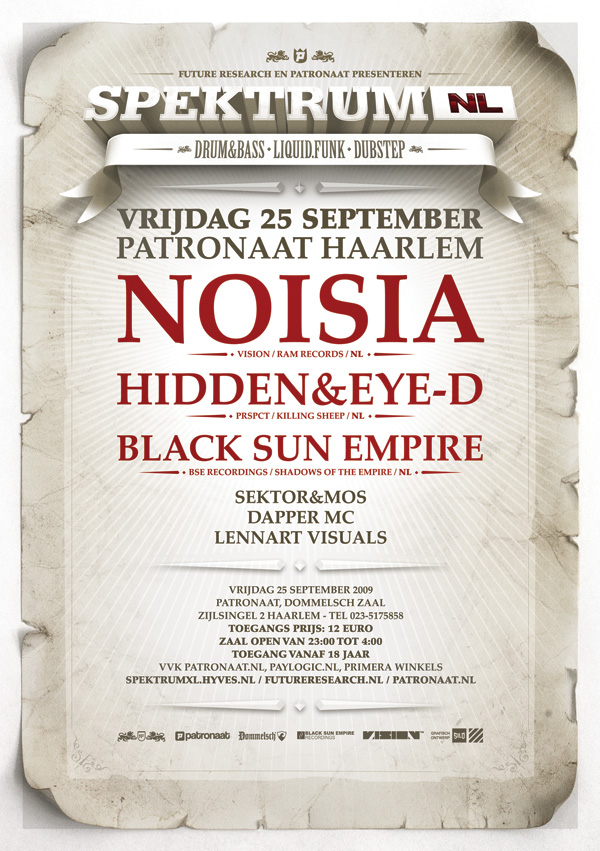 FUTURE RESEARCH EN PATRONAAT PRESENTEREN
SPEKTRUM NL
DRUM&BASS • LIQUID.FUNK • DUBSTEP
VRIJDAG 25 SEPTEMBER
PATRONAAT HAARLEM
NOISIA
• VISION / RAM RECORDS / NL •
HIDDEN&EYE-D
• PRSPCT / KILLING SHEEP / NL •
BLACK SUN EMPIRE
• BSE RECORDINGS / SHADOWS OF THE EMPIRE / NL •
SEKTOR&MOS
DAPPER MC
LENNART VISUALS
VRIJDAG 25 SEPTEMBER 2009
PATRONAAT, DOMMELSCH ZAAL
ZIJLSINGEL 2 HAARLEM - TEL 023-5175858
TOEGANGS PRIJS: 12 EURO
ZAAL OPEN VAN 23:00 TOT 4:00
TOEGANG VANAF 18 JAAR
VVK PATRONAAT.NL, PAYLOGIC.NL, PRIMERA WINKELS
SPEKTRUMXL.HYVES.NL / FUTURERESEARCH.NL / PATRONAAT.NL
patronaat Dommelsch BLACK SUN EMPIRE RECORDINGS VISION GRAFISCH ONTWERP